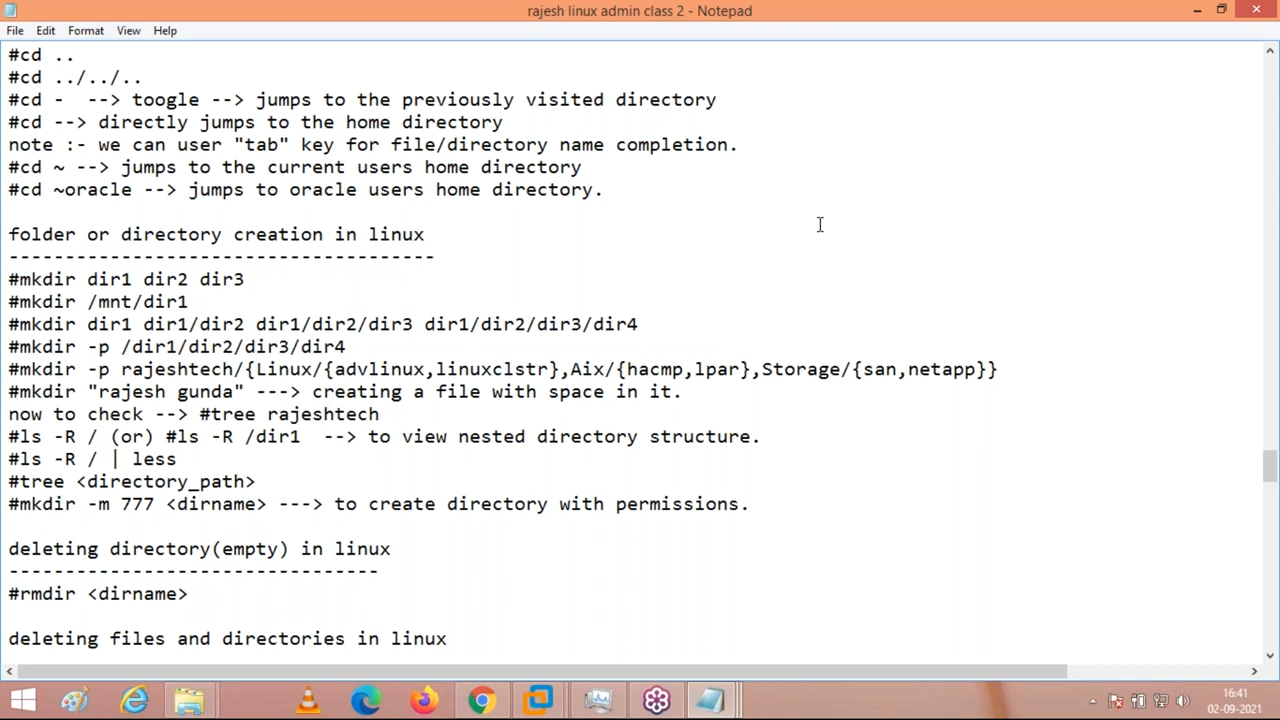 rajesh linux admin class 2 - Notepad
File Edit Format View Help
#cd ..
#cd ../../..
#cd -  --> toogle --> jumps to the previously visited directory
#cd --> directly jumps to the home directory
note :- we can user "tab" key for file/directory name completion.
#cd ~ --> jumps to the current users home directory
#cd ~oracle --> jumps to oracle users home directory.
folder or directory creation in linux
--------------------------------------
#mkdir dir1 dir2 dir3
#mkdir /mnt/dir1
#mkdir dir1 dir1/dir2 dir1/dir2/dir3 dir1/dir2/dir3/dir4
#mkdir -p /dir1/dir2/dir3/dir4
#mkdir -p rajeshtech/{Linux/{advlinux,linuxclstr},Aix/{hacmp,lpar},Storage/{san,netapp}}
#mkdir "rajesh gunda" ---> creating a file with space in it.
now to check --> #tree rajeshtech
#ls -R / (or) #ls -R /dir1  --> to view nested directory structure.
#ls -R / | less
#tree <directory_path>
#mkdir -m 777 <dirname> ---> to create directory with permissions.
deleting directory(empty) in linux
---------------------------------
#rmdir <dirname>
deleting files and directories in linux
16:41
02-09-2021